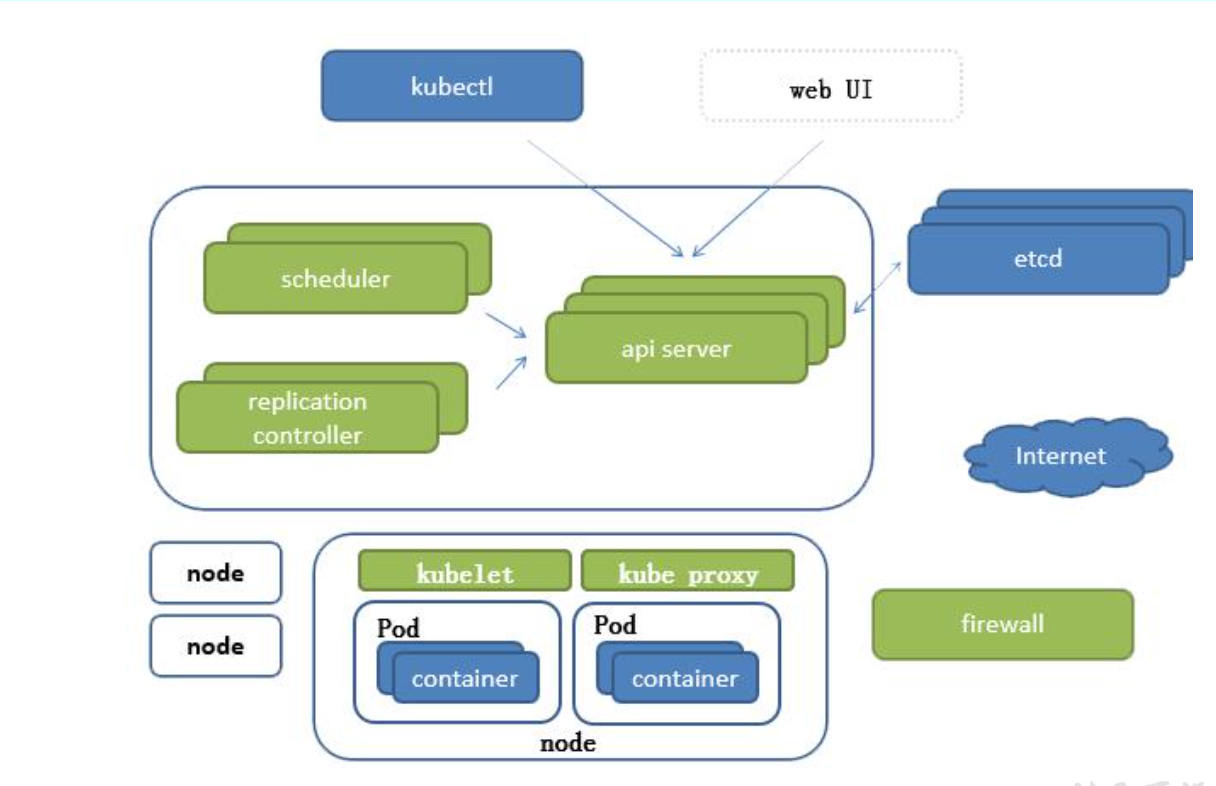 kubectl
web UI
scheduler
etcd
api server
replication
controller
Internet
node
kubelet
kube proxy
node
Pod
container
Pod
container
firewall
node